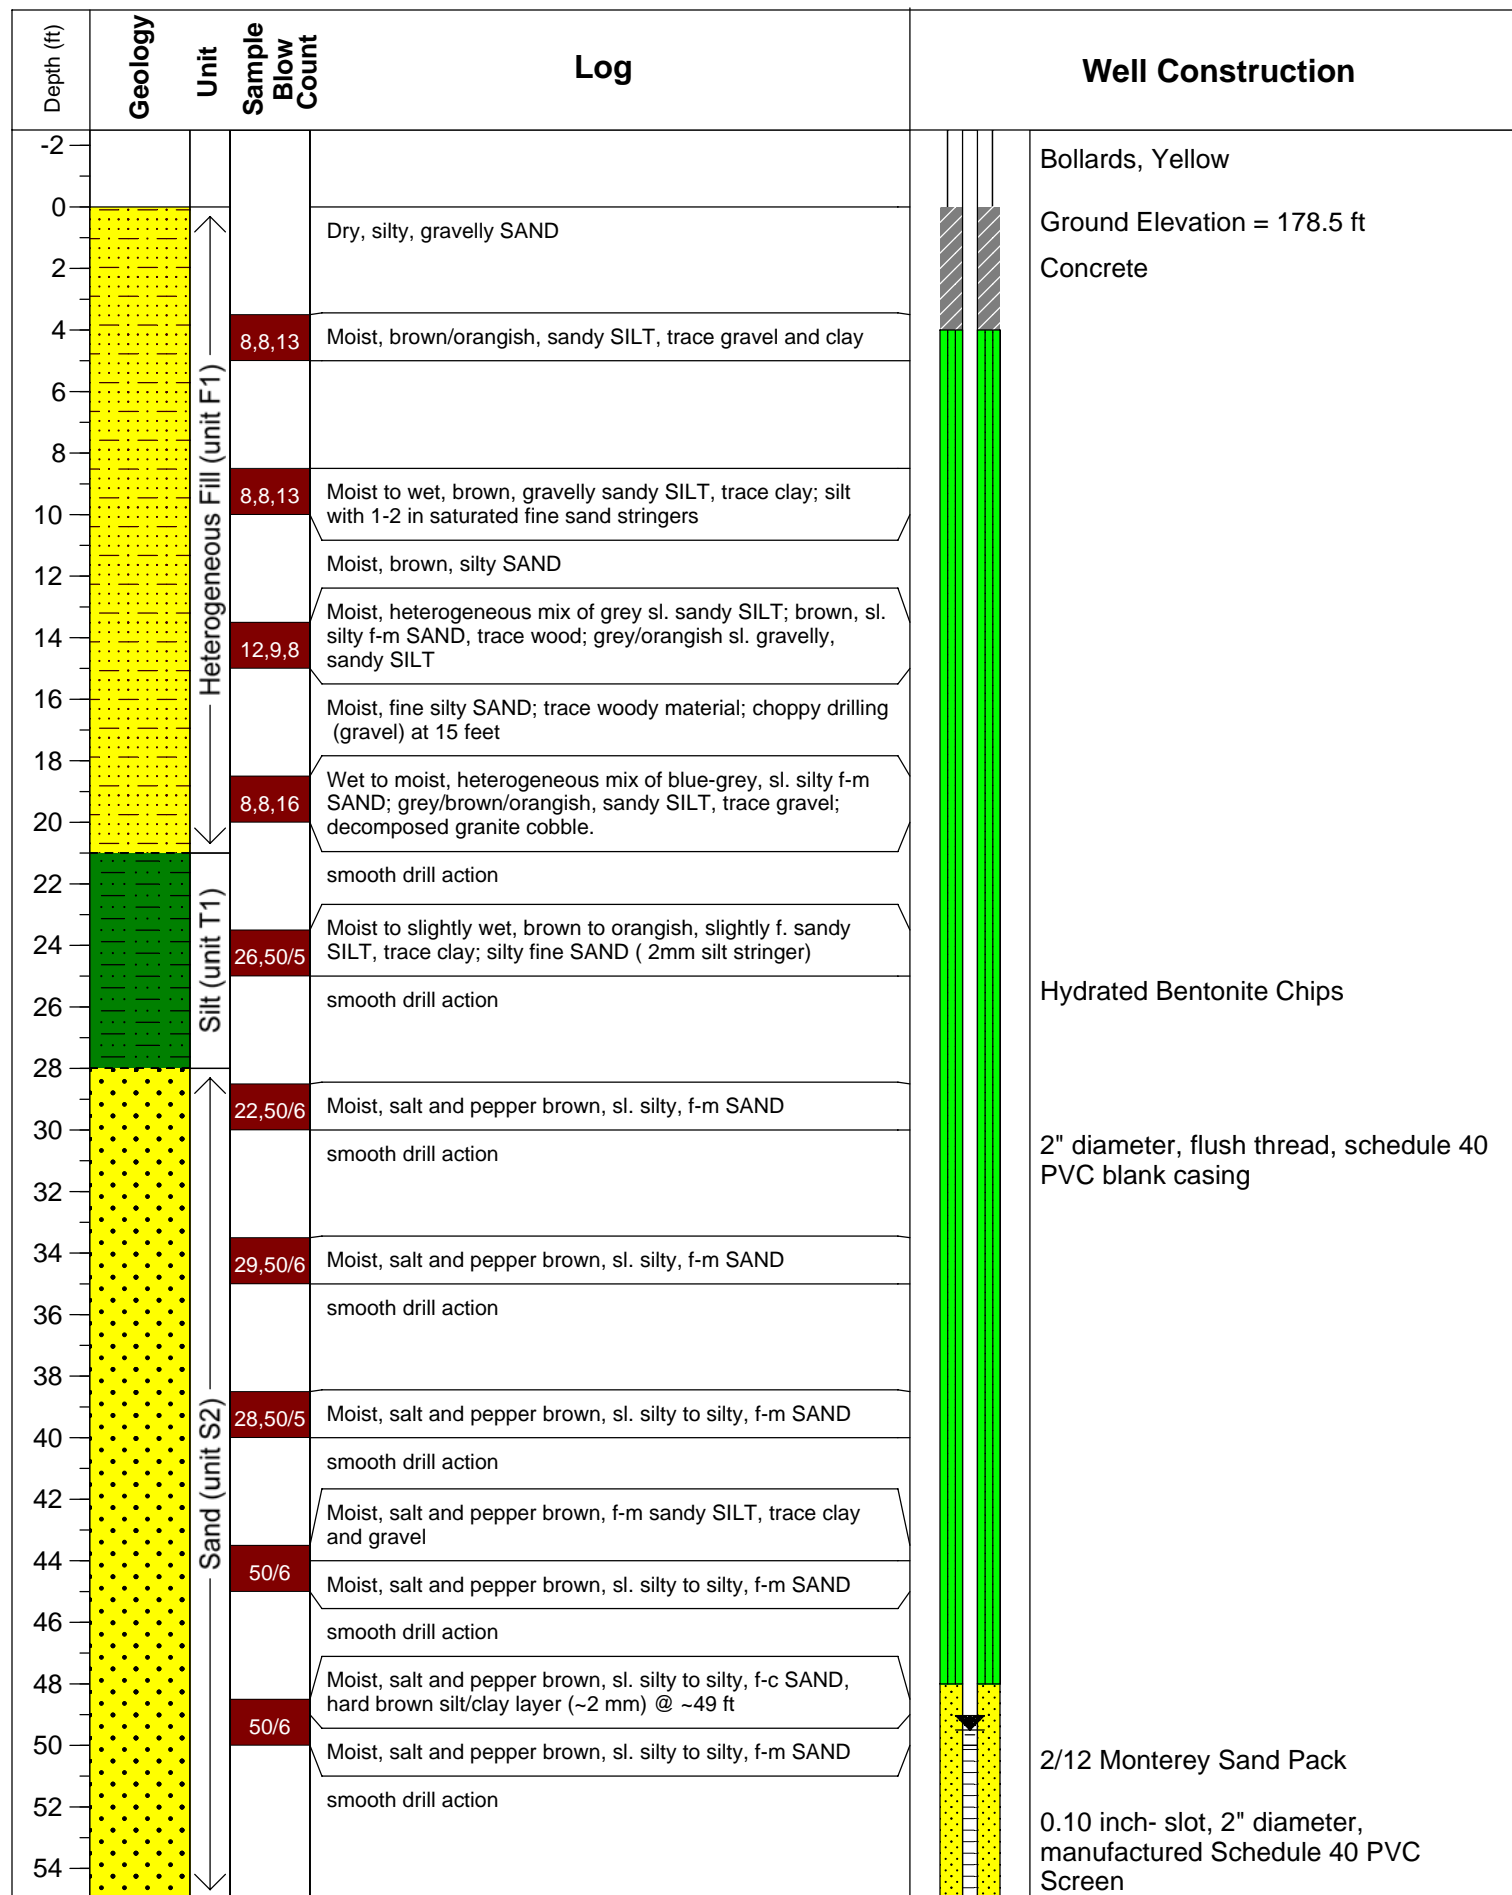 Depth (ft)
Geology
Unit
Sample
Blow
Count
Log
Well Construction
-2
0
2
4
6
8
10
12
14
16
18
20
22
24
26
28
30
32
34
36
38
40
42
44
46
48
50
52
54
Heterogeneous Fill (unit F1)
Silt (unit T1)
Sand (unit S2)
8,8,13
8,8,13
12,9,8
8,8,16
26,50/5
22,50/6
29,50/6
28,50/5
50/6
50/6
Dry, silty, gravelly SAND
Moist, brown/orangish, sandy SILT, trace gravel and clay
Moist to wet, brown, gravelly sandy SILT, trace clay; silt
with 1-2 in saturated fine sand stringers
Moist, brown, silty SAND
Moist, heterogeneous mix of grey sl. sandy SILT; brown, sl.
silty f-m SAND, trace wood; grey/orangish sl. gravelly,
sandy SILT
Moist, fine silty SAND; trace woody material; choppy drilling
(gravel) at 15 feet
Wet to moist, heterogeneous mix of blue-grey, sl. silty f-m
SAND; grey/brown/orangish, sandy SILT, trace gravel;
decomposed granite cobble.
smooth drill action
Moist to slightly wet, brown to orangish, slightly f. sandy
SILT, trace clay; silty fine SAND ( 2mm silt stringer)
smooth drill action
Moist, salt and pepper brown, sl. silty, f-m SAND
smooth drill action
Moist, salt and pepper brown, sl. silty, f-m SAND
smooth drill action
Moist, salt and pepper brown, sl. silty to silty, f-m SAND
smooth drill action
Moist, salt and pepper brown, f-m sandy SILT, trace clay
and gravel
Moist, salt and pepper brown, sl. silty to silty, f-m SAND
smooth drill action
Moist, salt and pepper brown, sl. silty to silty, f-c SAND,
hard brown silt/clay layer (~2 mm) @ ~49 ft
Moist, salt and pepper brown, sl. silty to silty, f-m SAND
smooth drill action
Bollards, Yellow
Ground Elevation = 178.5 ft
Concrete
Hydrated Bentonite Chips
2" diameter, flush thread, schedule 40
PVC blank casing
2/12 Monterey Sand Pack
0.10 inch- slot, 2" diameter,
manufactured Schedule 40 PVC
Screen